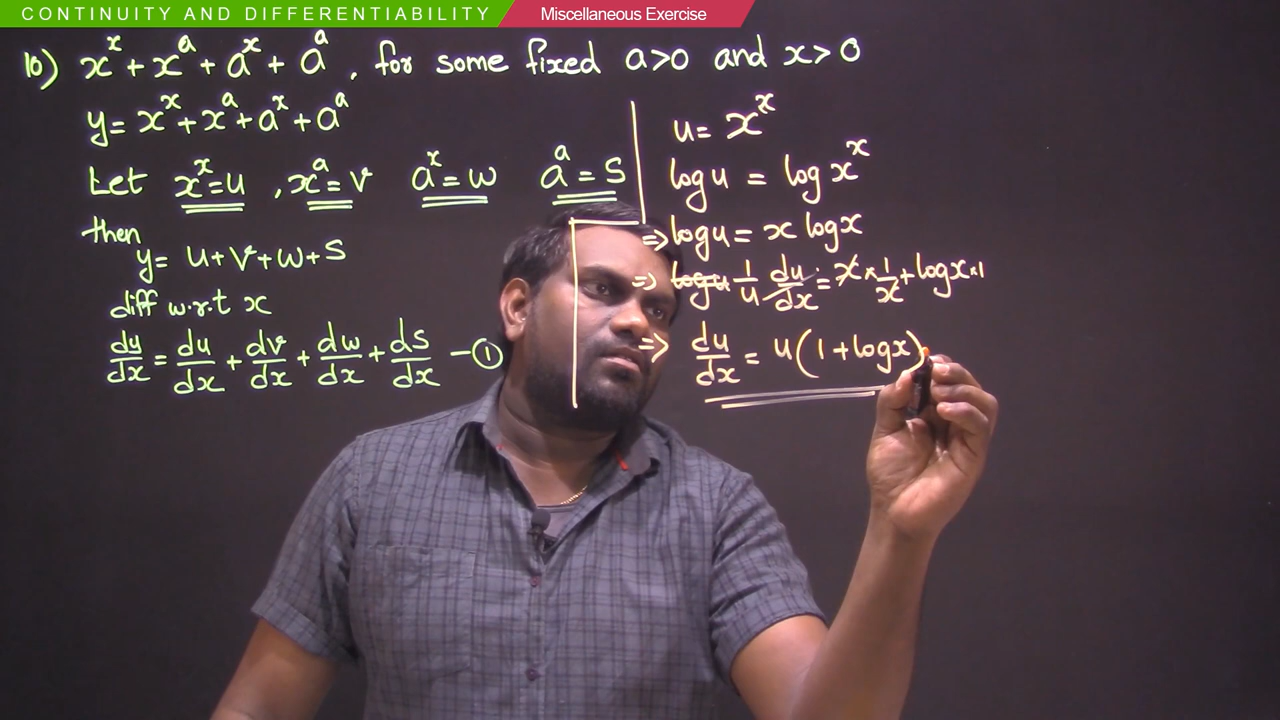 CONTINUITY AND DIFFERENTIABILITY
Miscellaneous Exercise
10) x^x + x^a + a^x + a^a, for some fixed a>0 and x>0
y = x^x + x^a + a^x + a^a
Let x^x = u, x^a = v a^x = w a^a = s
then
y = u+v+w+s
diff w.r.t x
dy/dx = du/dx + dv/dx + dw/dx + ds/dx - ①
u = x^x
log u = log x^x
=> log u = x log x
=> log u 1/u du/dx = x × 1/x + log x × 1
=> du/dx = u(1 + log x)